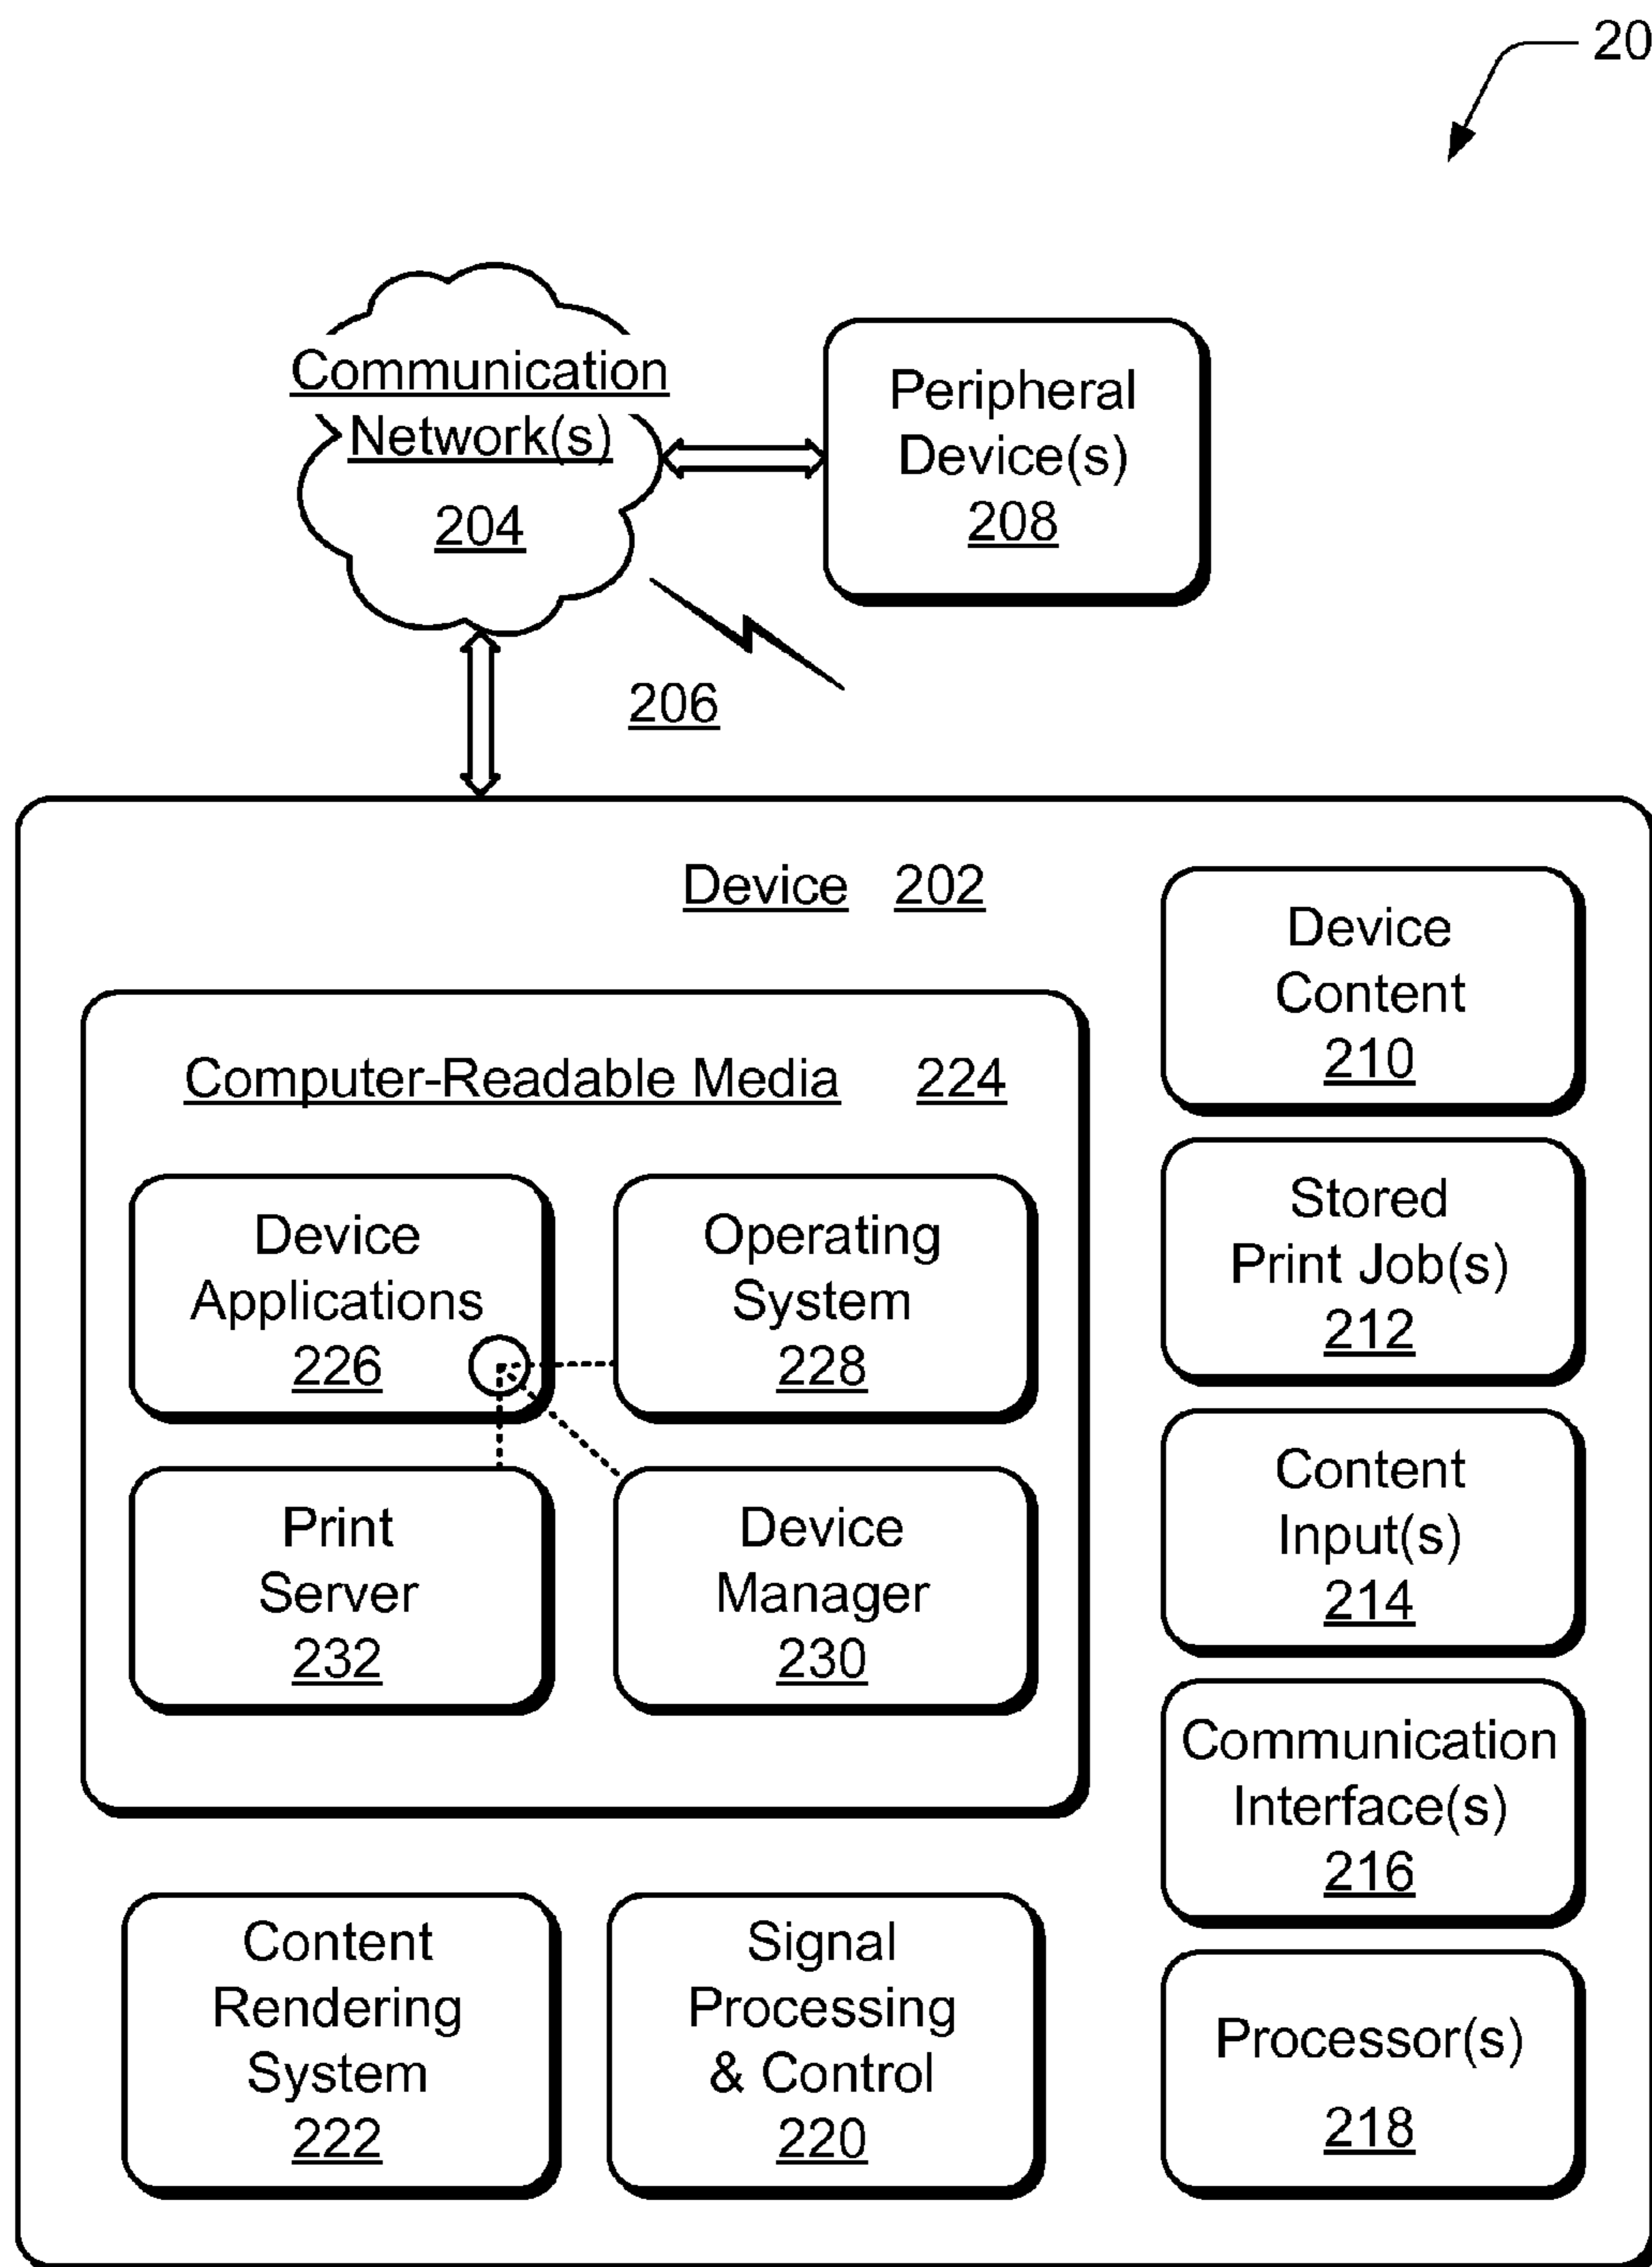 20
Communication
Network(s)
204
Peripheral
Device(s)
208
206
Device 202
Computer-Readable Media 224
Device
Applications
226
Operating
System
228
Print
Server
232
Device
Manager
230
Content
Rendering
System
222
Signal
Processing
& Control
220
Device
Content
210
Stored
Print Job(s)
212
Content
Input(s)
214
Communication
Interface(s)
216
Processor(s)
218